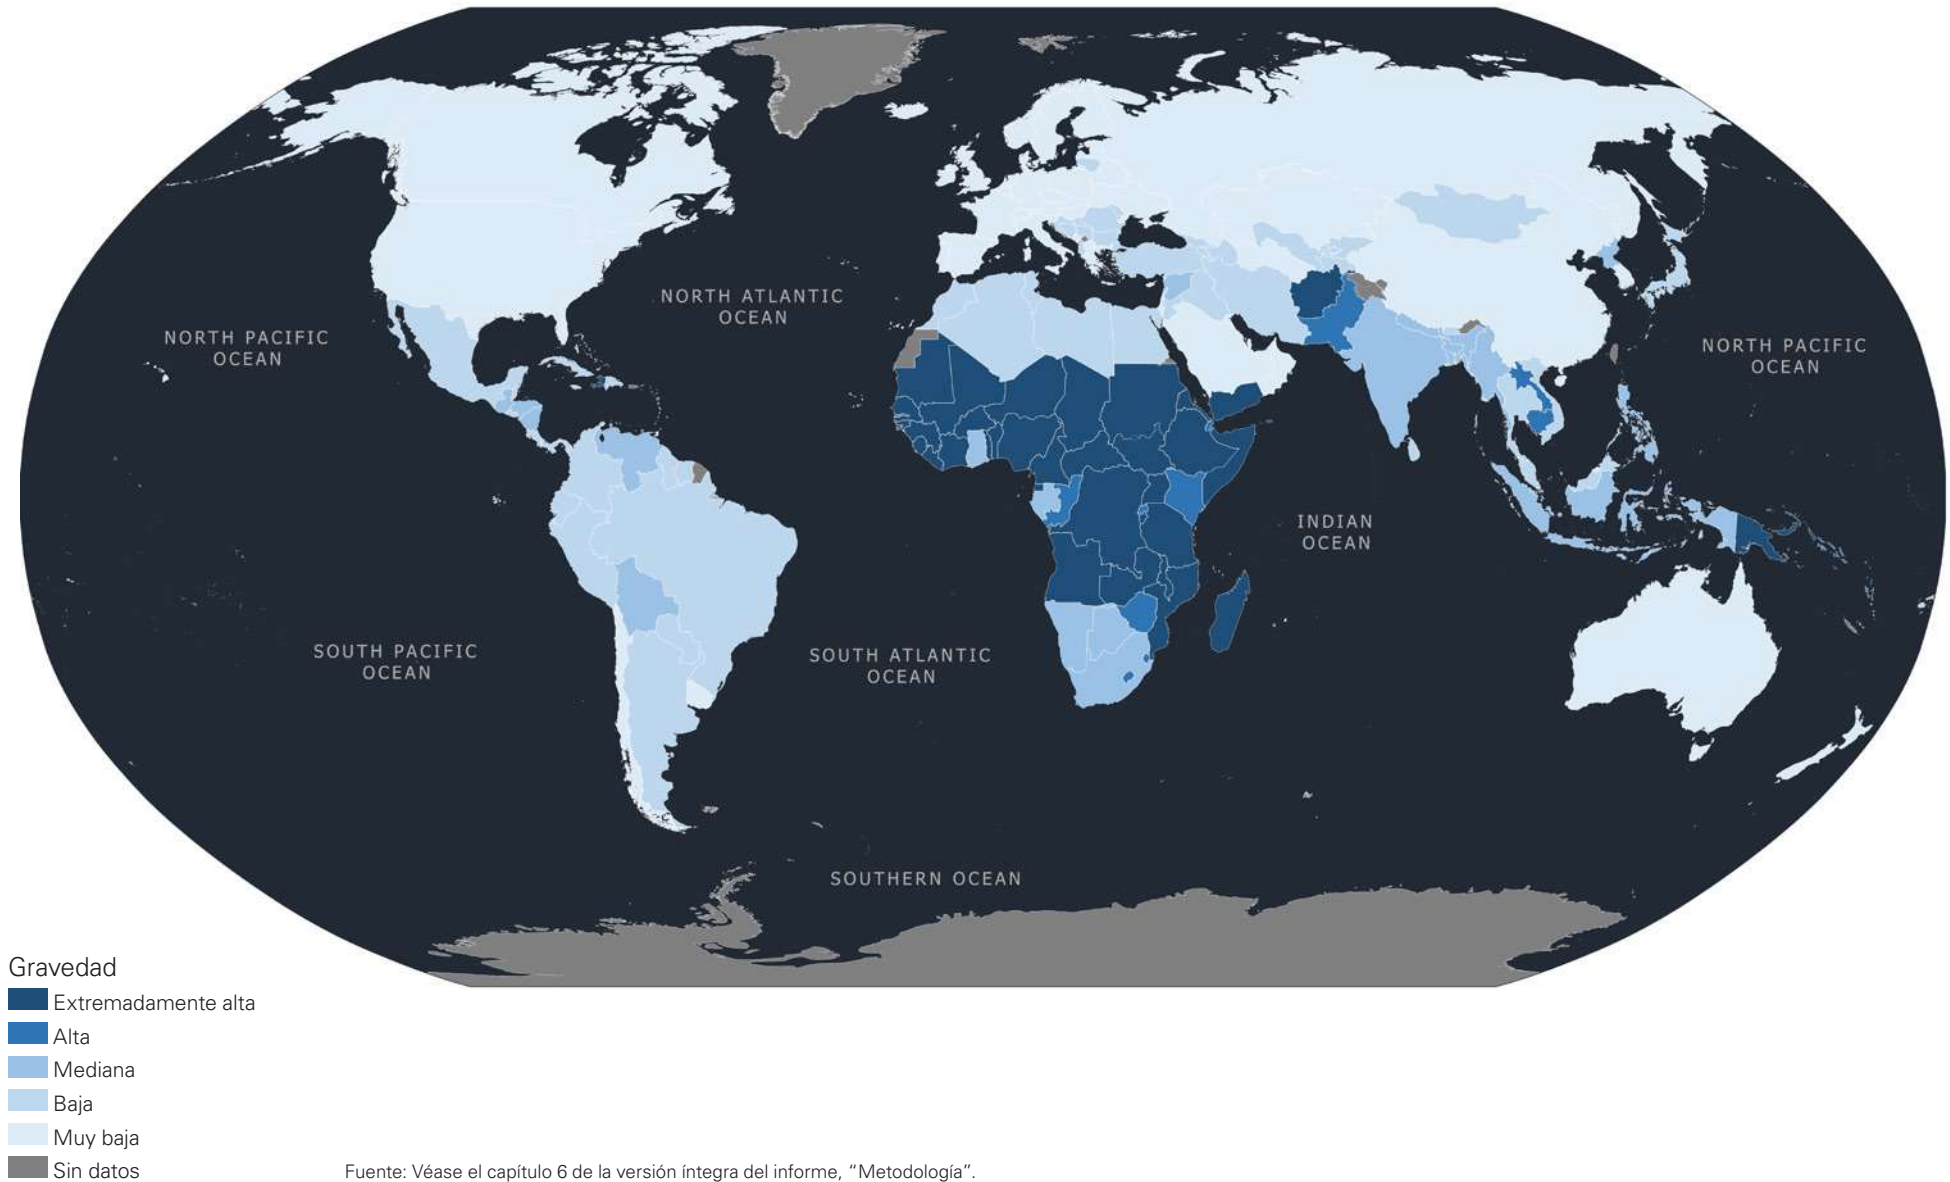 NORTH ATLANTIC
OCEAN
NORTH PACIFIC
OCEAN
NORTH PACIFIC
OCEAN
INDIAN
OCEAN
SOUTH PACIFIC
OCEAN
SOUTH ATLANTIC
OCEAN
SOUTHERN OCEAN
Gravedad
Extremadamente alta
Alta
Mediana
Baja
Muy baja
Sin datos
Fuente: Véase el capítulo 6 de la versión íntegra del informe, “Metodología”.